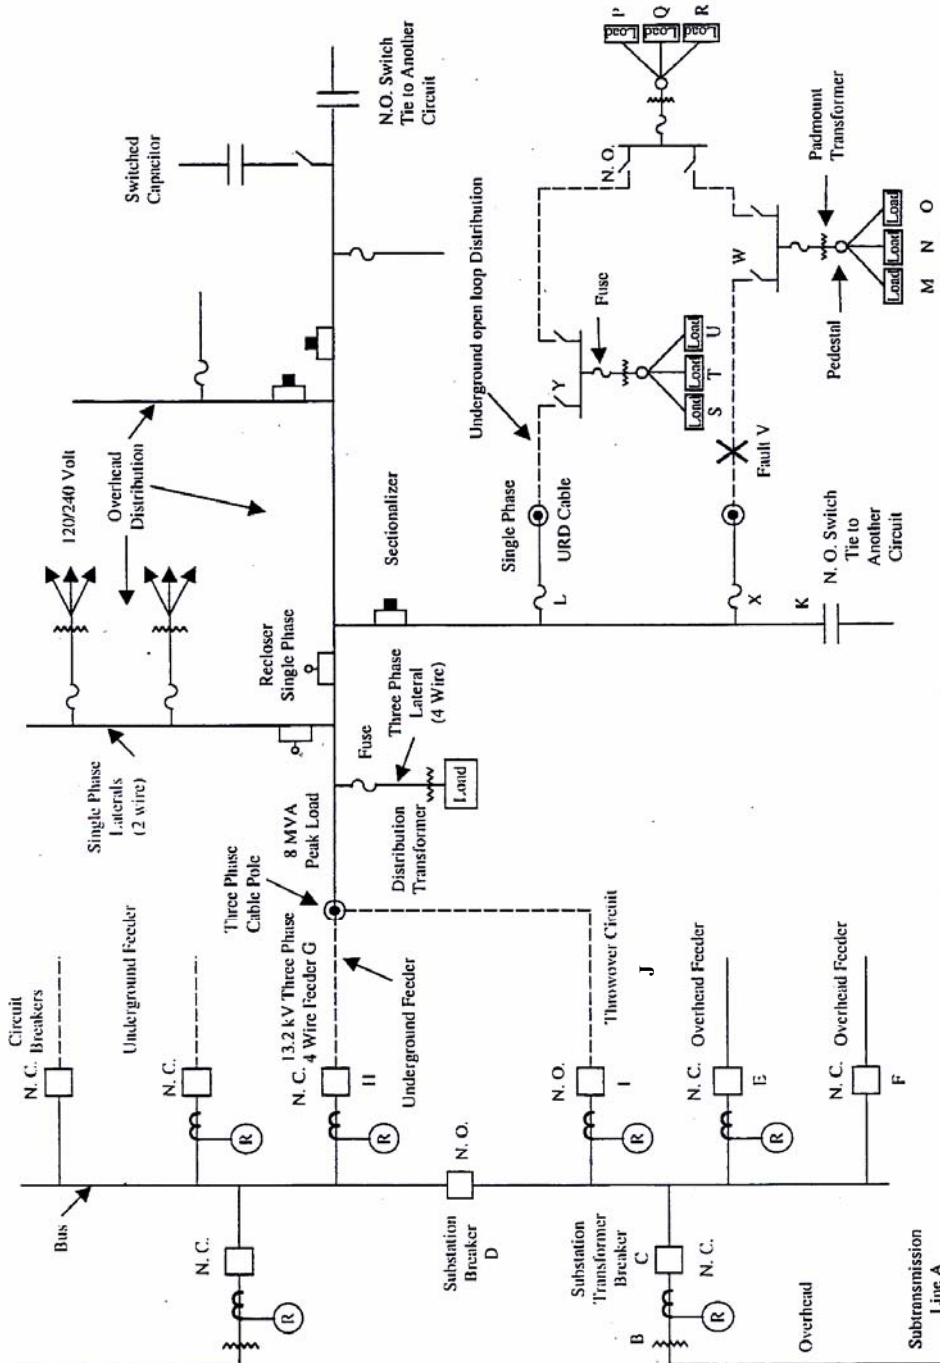 Subtransmission
Line A
Overhead
B
R
Substation
Transformer
Breaker
C
N. C.
Substation
Breaker
D
N. O.
R
N. C.
Bus
F
N. C.
Overhead Feeder
E
N. C.
Overhead Feeder
R
J
I
N. O.
Throwover Circuit
R
H
N. C.
13.2 kV Three Phase
4 Wire Feeder G
Underground Feeder
R
N. C.
Underground Feeder
R
N. C.
Circuit
Breakers
Three Phase
Cable Pole
8 MVA
Peak Load
Distribution
Transformer
Load
Fuse
Three Phase
Lateral
(4 Wire)
Single Phase
Laterals
(2 wire)
Recloser
Single Phase
120/240 Volt
Overhead
Distribution
Sectionalizer
K
N. O. Switch
Tie to
Another
Circuit
X
L
Single Phase
URD Cable
Fault V
Underground open loop Distribution
Y
Fuse
Load
Load
Load
S
T
U
W
Pedestal
Padmount
Transformer
Load
Load
Load
M
N
O
N. O.
Load
Load
Load
P
Q
R
Switched
Capacitor
N.O. Switch
Tie to Another
Circuit